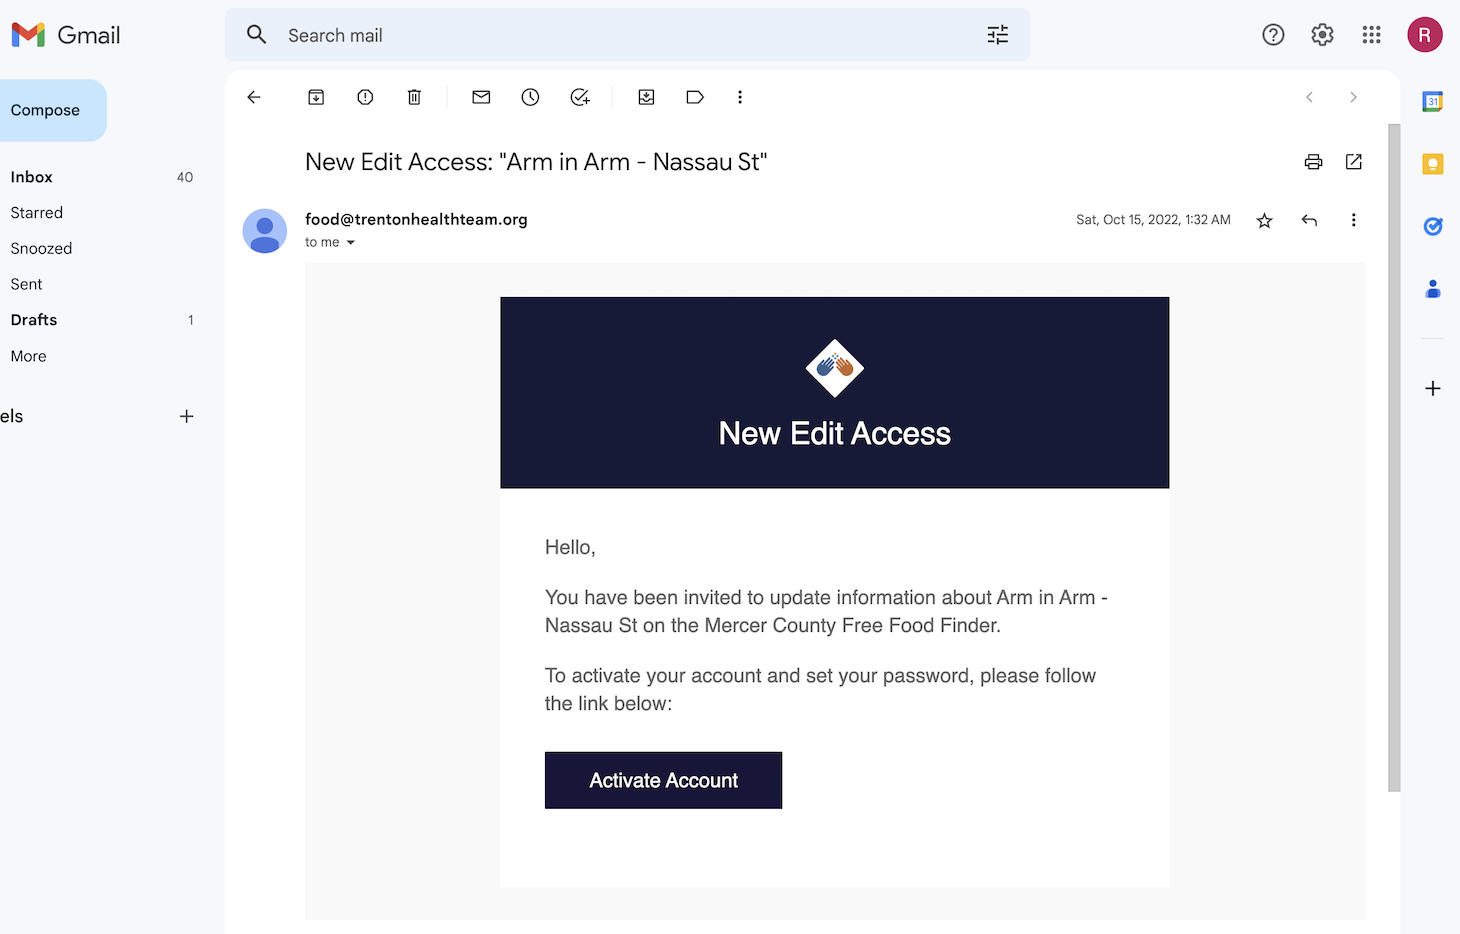 Gmail
Search mail
R
Compose
Inbox 40
Starred
Snoozed
Sent
Drafts 1
More
els
New Edit Access: "Arm in Arm - Nassau St"
food@trentonhealthteam.org
Sat, Oct 15, 2022, 1:32 AM
to me
New Edit Access
Hello,
You have been invited to update information about Arm in Arm -
Nassau St on the Mercer County Free Food Finder.
To activate your account and set your password, please follow
the link below:
Activate Account
31